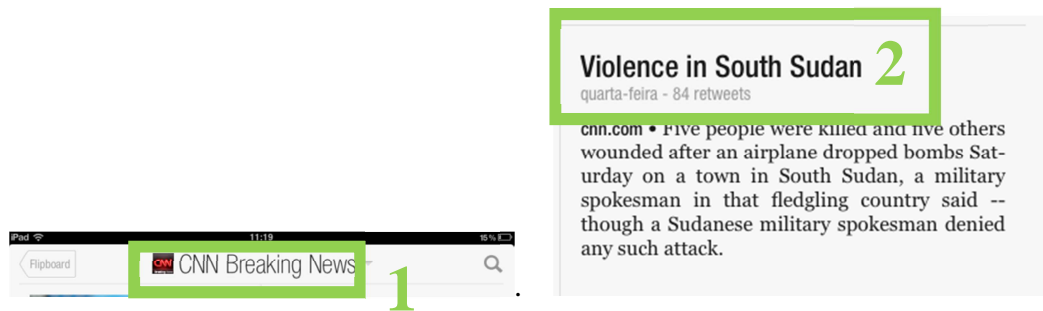 iPad 11:19 15%
Flipboard CNN CNN Breaking News
1
.
Violence in South Sudan 2
quarta-feira - 84 retweets
cnn.com • Five people were killed and five others
wounded after an airplane dropped bombs Sat-
urday on a town in South Sudan, a military
spokesman in that fledgling country said --
though a Sudanese military spokesman denied
any such attack.